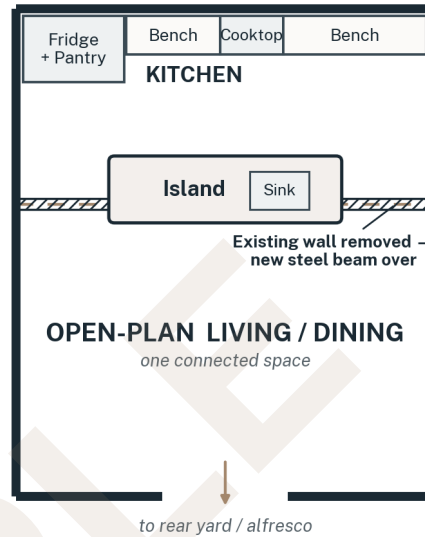 Fridge
+ Pantry
Bench
Cooktop
Bench
KITCHEN
Island
Sink
Existing wall removed –
new steel beam over
OPEN-PLAN LIVING / DINING
one connected space
to rear yard / alfresco
PLE